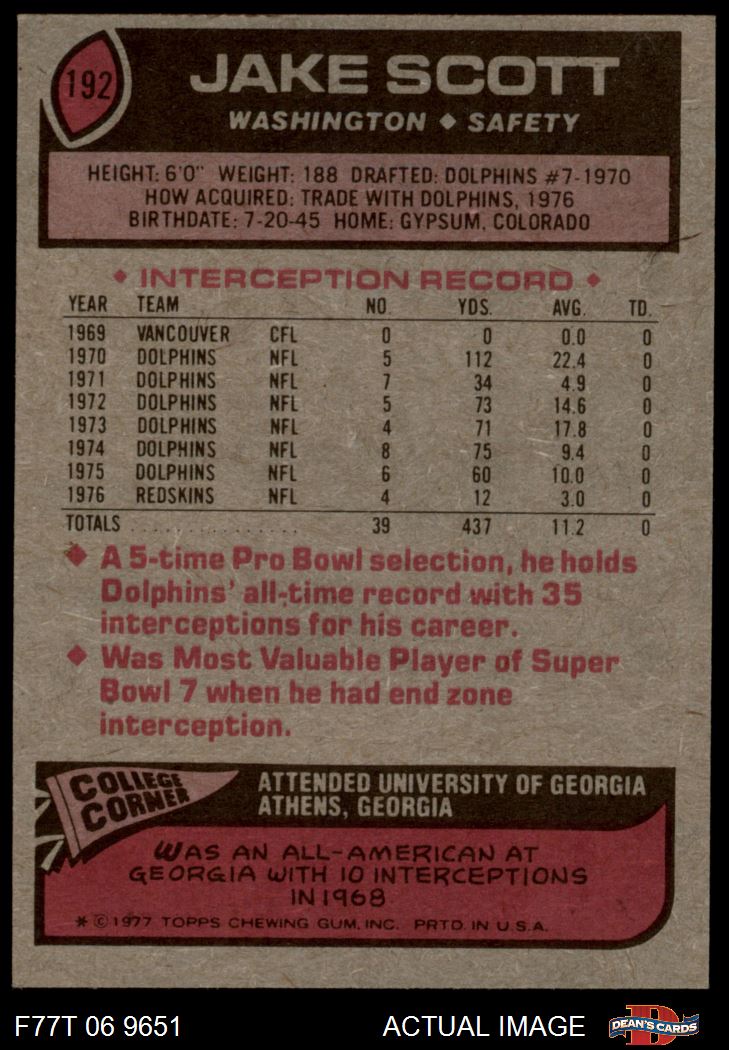 192
JAKE SCOTT
WASHINGTON ◆ SAFETY
HEIGHT: 6'0" WEIGHT: 188 DRAFTED: DOLPHINS #7-1970
HOW ACQUIRED: TRADE WITH DOLPHINS, 1976
BIRTHDATE: 7-20-45 HOME: GYPSUM, COLORADO
◆ INTERCEPTION RECORD ◆
YEAR TEAM NO. YDS. AVG. TD.
1969 VANCOUVER CFL 0 0 0.0 0
1970 DOLPHINS NFL 5 112 22.4 0
1971 DOLPHINS NFL 7 34 4.9 0
1972 DOLPHINS NFL 5 73 14.6 0
1973 DOLPHINS NFL 4 71 17.8 0
1974 DOLPHINS NFL 8 75 9.4 0
1975 DOLPHINS NFL 6 60 10.0 0
1976 REDSKINS NFL 4 12 3.0 0
TOTALS ................ 39 437 11.2 0
◆ A 5-time Pro Bowl selection, he holds
Dolphins' all-time record with 35
interceptions for his career.
◆ Was Most Valuable Player of Super
Bowl 7 when he had end zone
interception.
COLLEGE
CORNER
ATTENDED UNIVERSITY OF GEORGIA
ATHENS, GEORGIA
WAS AN ALL-AMERICAN AT
GEORGIA WITH 10 INTERCEPTIONS
IN 1968
* © 1977 TOPPS CHEWING GUM, INC. PRTD. IN U.S.A.
F77T 06 9651
ACTUAL IMAGE
D
DEAN'S CARDS